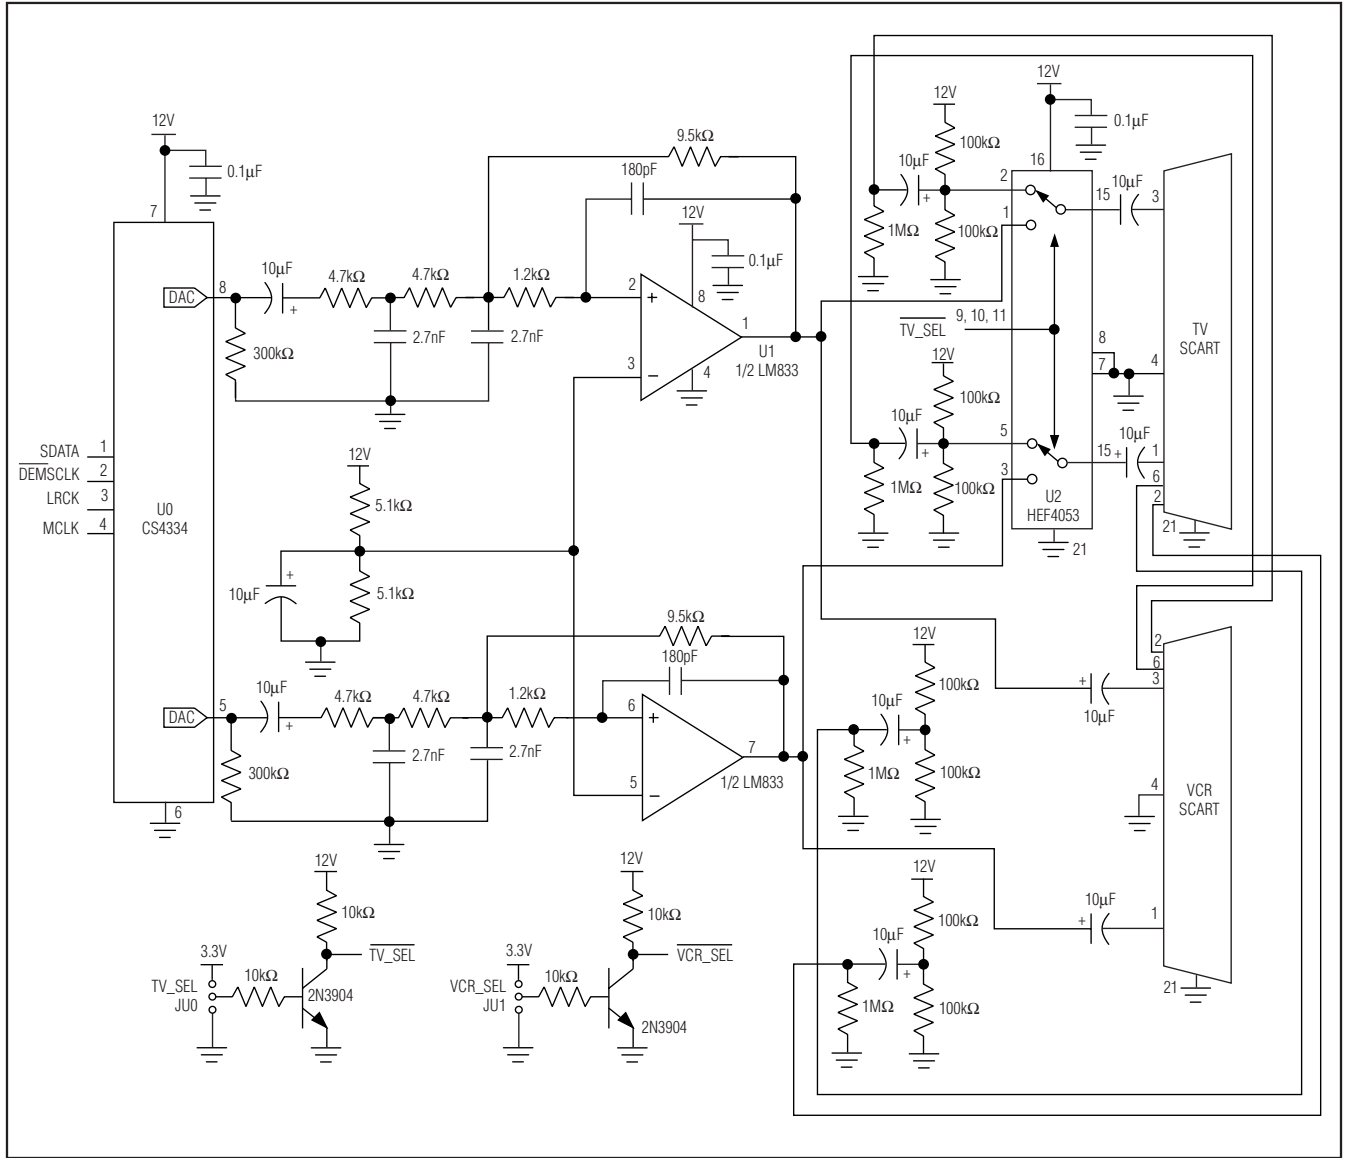 12V
0.1µF
7
DAC
8
10µF
+
300kΩ
4.7kΩ
4.7kΩ
1.2kΩ
2.7nF
2.7nF
9.5kΩ
180pF
12V
0.1µF
2
+
3
−
8
4
1
U1
1/2 LM833
SDATA 1
DEMSCLK 2
LRCK 3
MCLK 4
U0
CS4334
12V
5.1kΩ
5.1kΩ
+
10µF
DAC
5
10µF
+
300kΩ
4.7kΩ
4.7kΩ
1.2kΩ
2.7nF
2.7nF
9.5kΩ
180pF
6
+
5
−
7
1/2 LM833
6
12V
10kΩ
TV_SEL
3.3V
TV_SEL
JU0
10kΩ
2N3904
12V
10kΩ
VCR_SEL
3.3V
VCR_SEL
JU1
10kΩ
2N3904
12V
100kΩ
10µF
+
1MΩ
100kΩ
2
1
12V
0.1µF
16
15
10µF
3
TV_SEL
9, 10, 11
12V
100kΩ
10µF
+
1MΩ
100kΩ
5
3
8
7
4
TV
SCART
10µF
15
+
1
6
2
21
U2
HEF4053
21
12V
100kΩ
10µF
+
1MΩ
100kΩ
2
6
3
+
10µF
4
VCR
SCART
12V
100kΩ
10µF
+
1MΩ
100kΩ
10µF
+
1
21